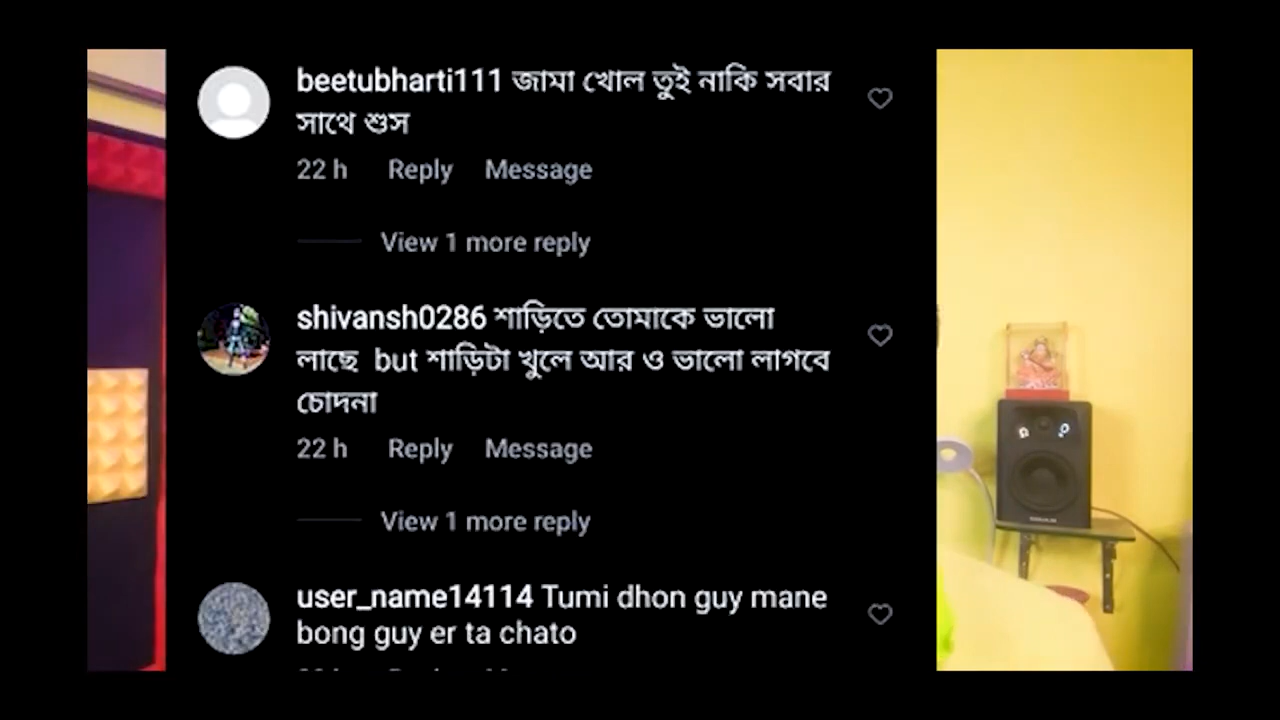 beetubharti111 জামা খোল তুই নাকি সবার
সাথে শুস
22 h Reply Message
View 1 more reply
shivansh0286 শাড়িতে তোমাকে ভালো
লাছে but শাড়িটা খুলে আর ও ভালো লাগবে
চোদনা
22 h Reply Message
View 1 more reply
user_name14114 Tumi dhon guy mane
bong guy er ta chato